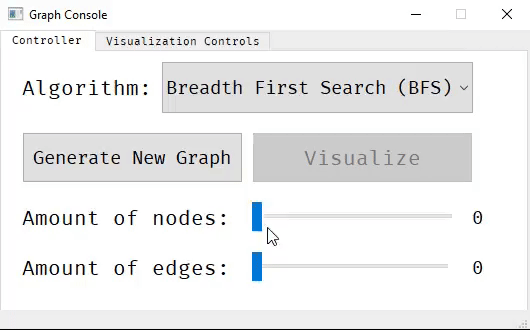 Graph Console
Controller Visualization Controls
Algorithm: Breadth First Search (BFS)
Generate New Graph Visualize
Amount of nodes: 0
Amount of edges: 0